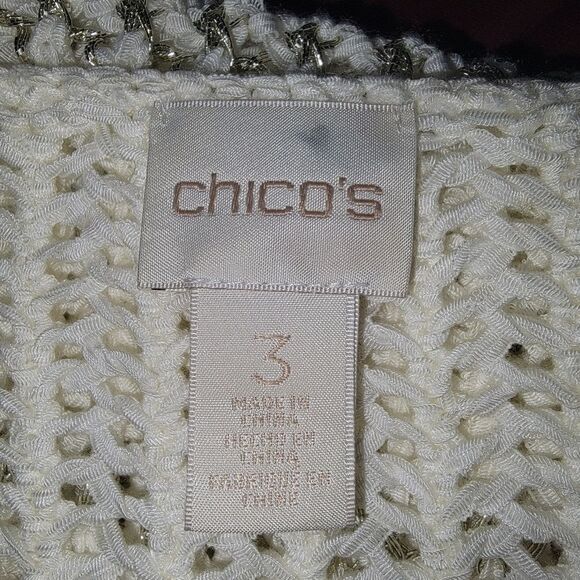 chico's
3
MADE IN
CHINA
HECHO EN
CHINA
FABRIQUE EN
CHINE